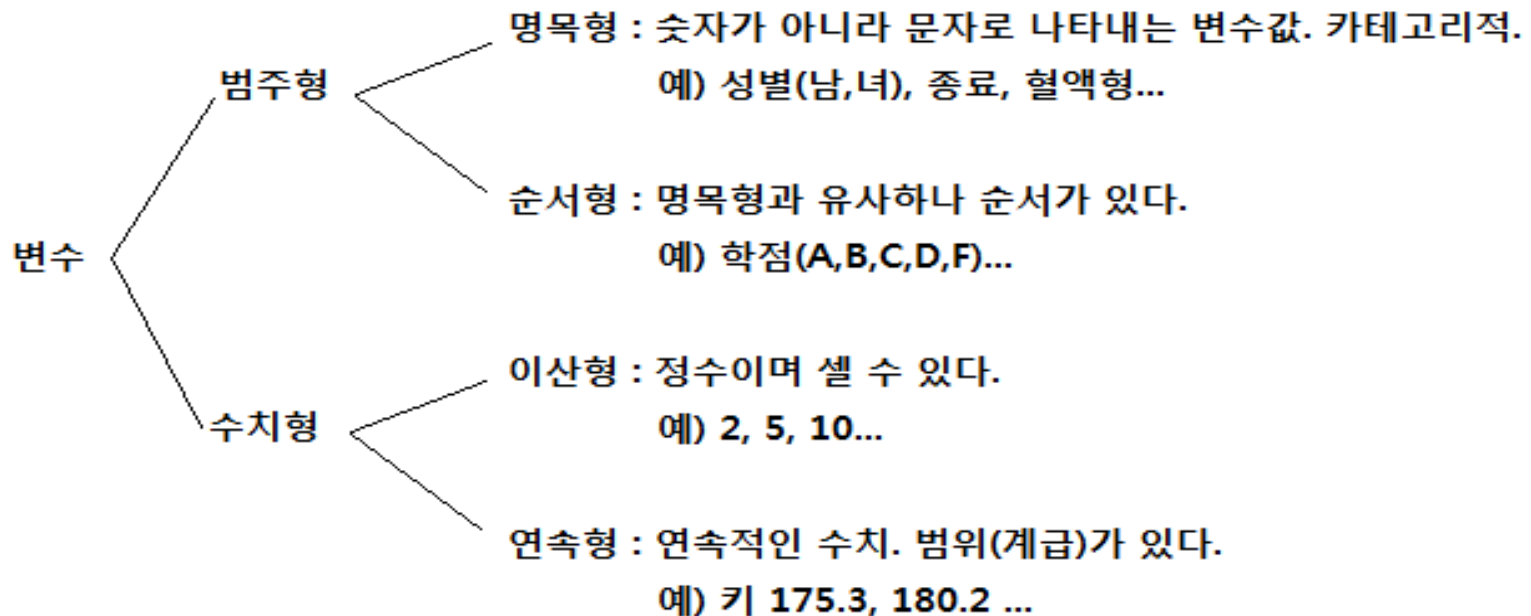 명목형 : 숫자가 아니라 문자로 나타내는 변수값. 카테고리적.
범주형
예) 성별(남,녀), 종료, 혈액형...
순서형 : 명목형과 유사하나 순서가 있다.
변수
예) 학점(A,B,C,D,F)...
이산형 : 정수이며 셀 수 있다.
수치형
예) 2, 5, 10...
연속형 : 연속적인 수치. 범위(계급)가 있다.
예) 키 175.3, 180.2 ...